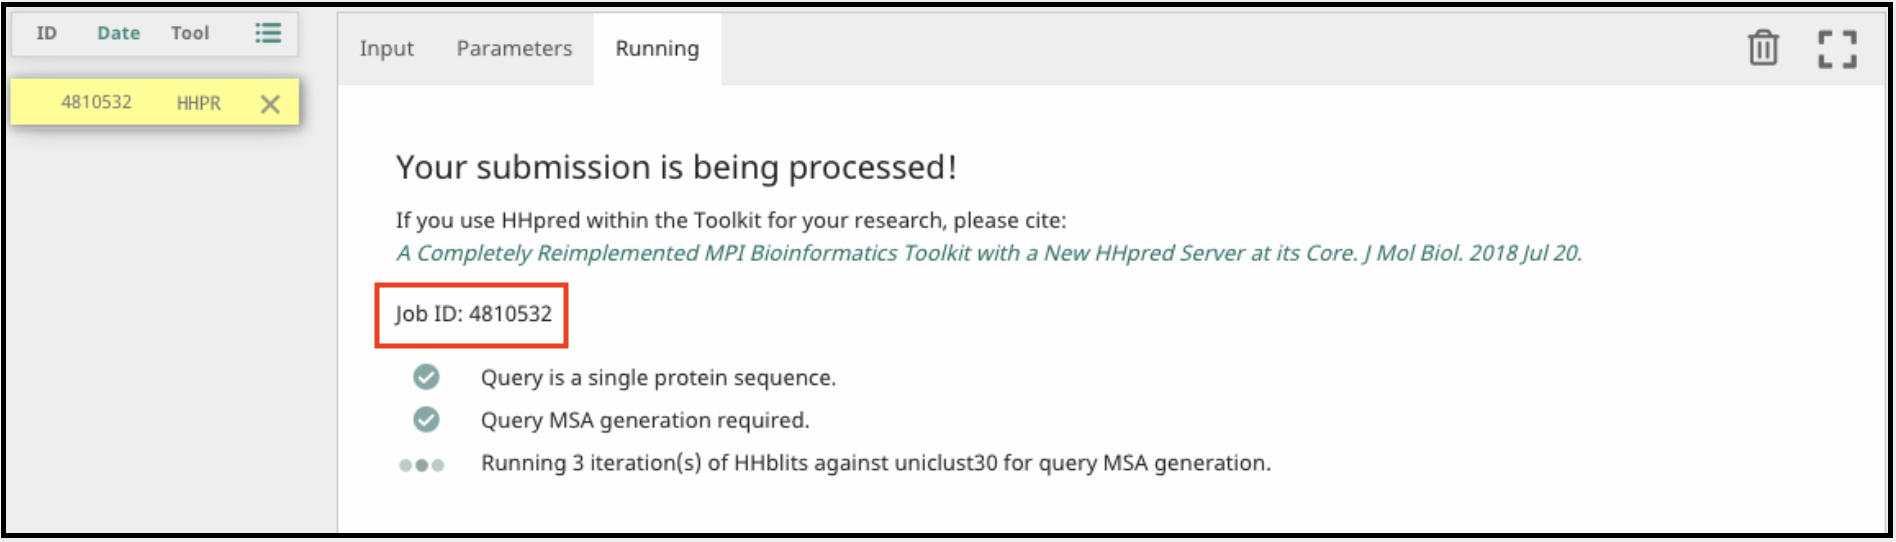 ID Date Tool
4810532 HHPR
Input Parameters Running
Your submission is being processed!
If you use HHpred within the Toolkit for your research, please cite:
A Completely Reimplemented MPI Bioinformatics Toolkit with a New HHpred Server at its Core. J Mol Biol. 2018 Jul 20.
Job ID: 4810532
Query is a single protein sequence.
Query MSA generation required.
Running 3 iteration(s) of HHblits against uniclust30 for query MSA generation.